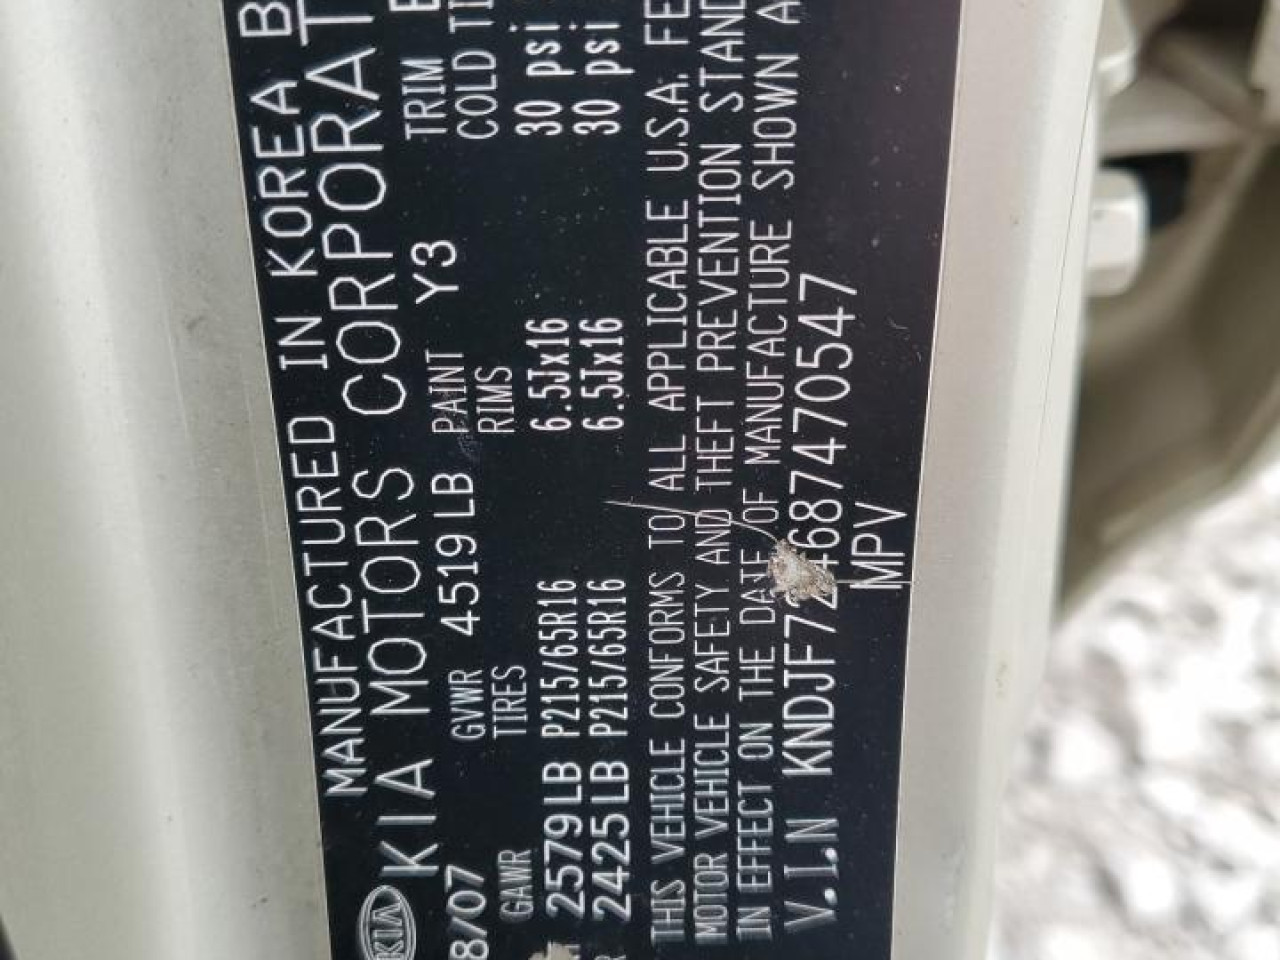 MANUFACTURED IN KOREA B
KIA KIA MOTORS CORPORAT
8/07 GVWR 4519LB PAINT Y3 TRIM
GAWR TIRES RIMS COLD TI
2579LB P215/65R16 6.5Jx16 30 psi
2425LB P215/65R16 6.5Jx16 30 psi
THIS VEHICLE CONFORMS TO ALL APPLICABLE U.S.A. FE
MOTOR VEHICLE SAFETY AND THEFT PREVENTION STAND
IN EFFECT ON THE DATE OF MANUFACTURE SHOWN A
V.I.N KNDJF72468747O547
MPV